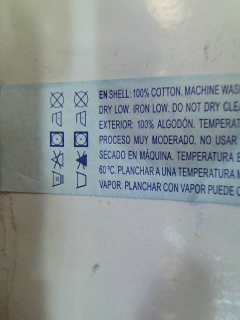 EN SHELL: 100% COTTON. MACHINE WAS
DRY LOW. IRON LOW. DO NOT DRY CLEA
EXTERIOR: 100% ALGODÓN. TEMPERAT
PROCESO MUY MODERADO. NO USAR
SECADO EN MÁQUINA. TEMPERATURA E
60 ºC. PLANCHAR A UNA TEMPERATURA M
VAPOR. PLANCHAR CON VAPOR PUEDE C